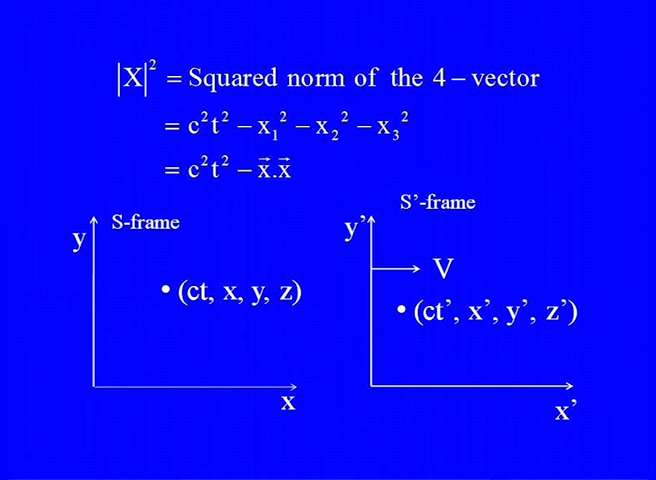 |X|² = Squared norm of the 4 – vector
= c²t² – x₁² – x₂² – x₃²
= c²t² – x⃗.x⃗
S-frame
S’-frame
y
y’
V
• (ct, x, y, z)
• (ct’, x’, y’, z’)
x
x’